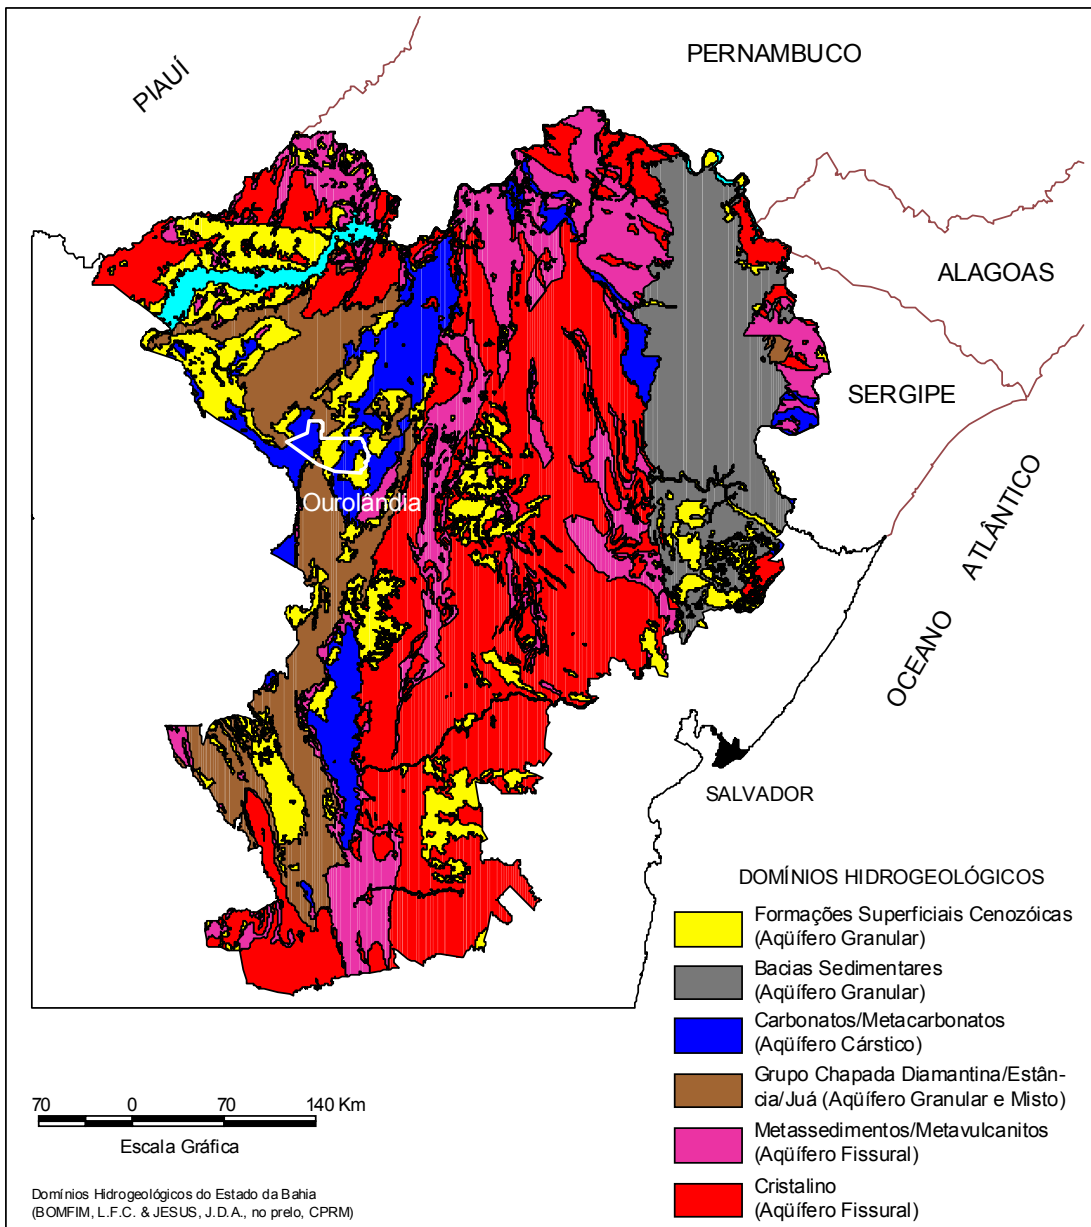 PERNAMBUCO
PIAUÍ
ALAGOAS
SERGIPE
OCEANO ATLÂNTICO
Ourolândia
SALVADOR
DOMÍNIOS HIDROGEOLÓGICOS
Formações Superficiais Cenozóicas
(Aqüífero Granular)
Bacias Sedimentares
(Aqüífero Granular)
Carbonatos/Metacarbonatos
(Aqüífero Cárstico)
Grupo Chapada Diamantina/Estân-
cia/Juá (Aqüífero Granular e Misto)
Metassedimentos/Metavulcanitos
(Aqüífero Fissural)
Cristalino
(Aqüífero Fissural)
70 0 70 140 Km
Escala Gráfica
Domínios Hidrogeológicos do Estado da Bahia
(BOMFIM, L.F.C. & JESUS, J.D.A., no prelo, CPRM)